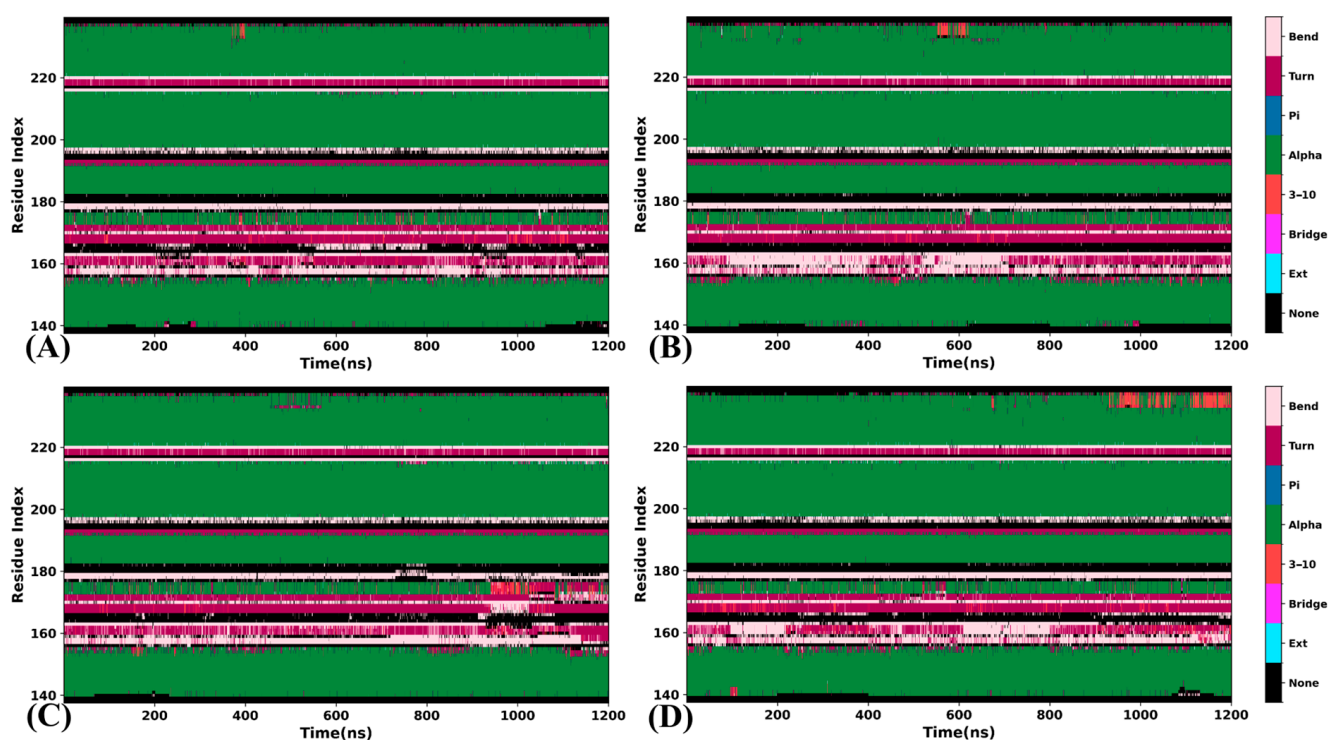 Residue Index
220
200
180
160
140
200
400
600
800
1000
1200
Time(ns)
(A)
Residue Index
220
200
180
160
140
200
400
600
800
1000
1200
Time(ns)
(B)
Bend
Turn
Pi
Alpha
3–10
Bridge
Ext
None
Residue Index
220
200
180
160
140
200
400
600
800
1000
1200
Time(ns)
(C)
Residue Index
220
200
180
160
140
200
400
600
800
1000
1200
Time(ns)
(D)
Bend
Turn
Pi
Alpha
3–10
Bridge
Ext
None